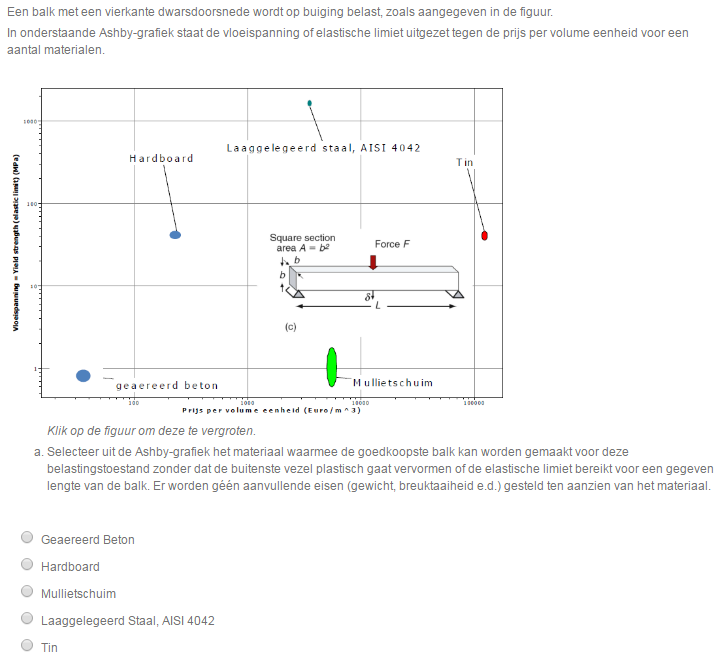 Een balk met een vierkante dwarsdoorsnede wordt op buiging belast, zoals aangegeven in de figuur.
In onderstaande Ashby-grafiek staat de vloeispanning of elastische limiet uitgezet tegen de prijs per volume eenheid voor een
aantal materialen.
1000
Laaggelegeerd staal, AISI 4042
Hardboard
Tin
Vloeispanning = Yield strength (elastic limit) (MPa)
100
Square section
area A = b²
Force F
b
b
10
δ
L
(c)
1
geaereerd beton
Mullietschuim
100
1000
10000
100000
Prijs per volume eenheid (Euro/m^3)
Klik op de figuur om deze te vergroten.
a. Selecteer uit de Ashby-grafiek het materiaal waarmee de goedkoopste balk kan worden gemaakt voor deze
belastingstoestand zonder dat de buitenste vezel plastisch gaat vervormen of de elastische limiet bereikt voor een gegeven
lengte van de balk. Er worden géén aanvullende eisen (gewicht, breuktaaiheid e.d.) gesteld ten aanzien van het materiaal.
Geaereerd Beton
Hardboard
Mullietschuim
Laaggelegeerd Staal, AISI 4042
Tin